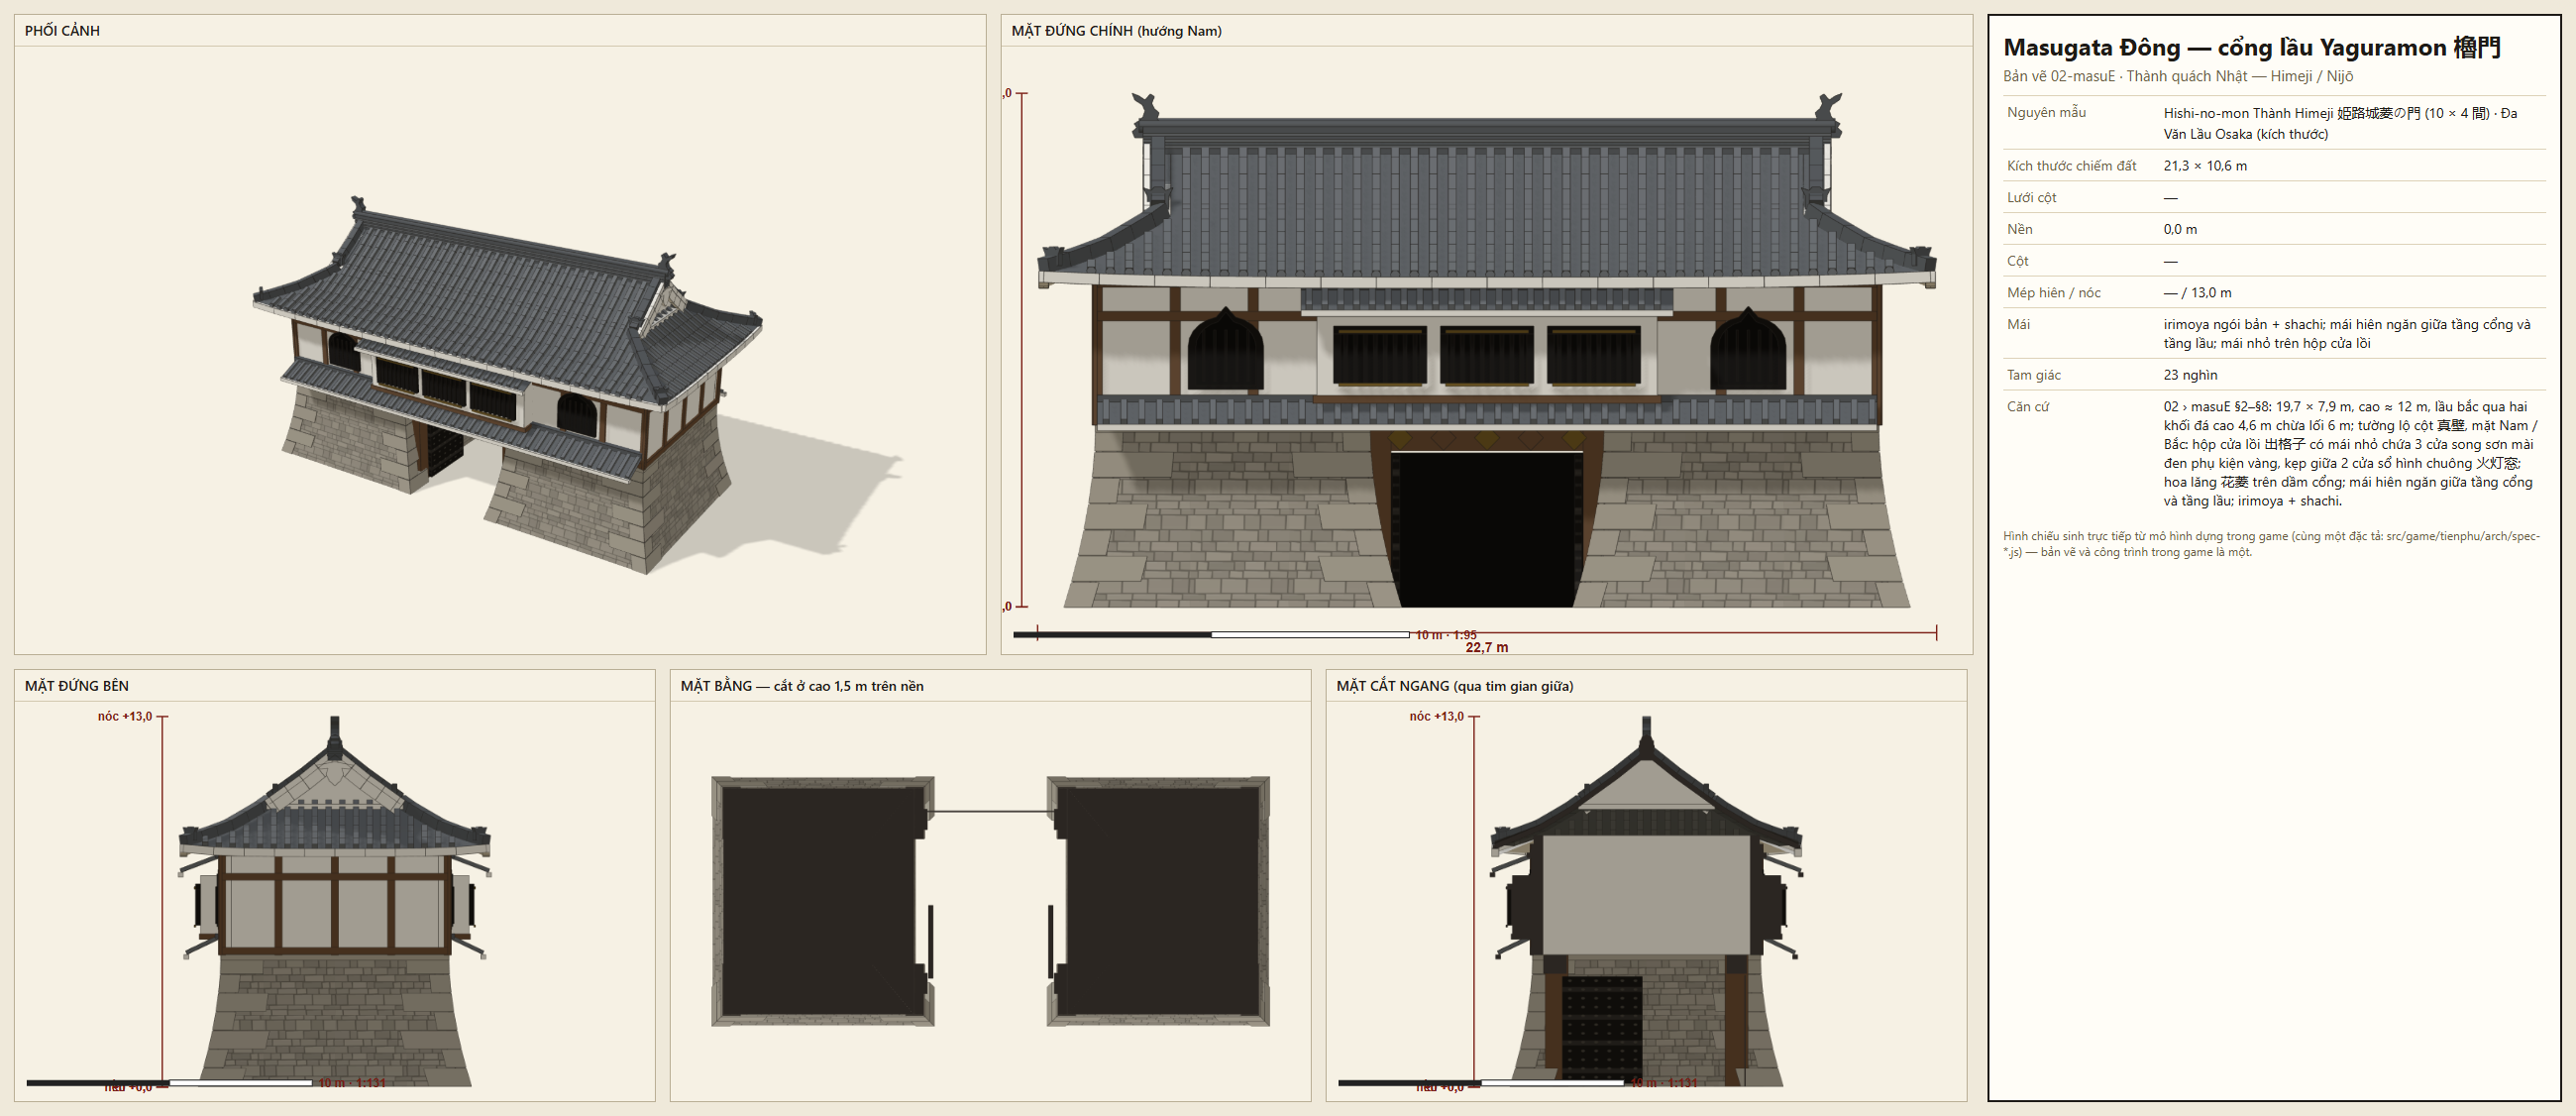 PHỐI CẢNH
MẶT ĐỨNG CHÍNH (hướng Nam)
,0
,0
10 m · 1:95
22,7 m
MẶT ĐỨNG BÊN
nóc +13,0
nền +0,0
10 m · 1:131
MẶT BẰNG — cắt ở cao 1,5 m trên nền
MẶT CẮT NGANG (qua tim gian giữa)
nóc +13,0
nền +0,0
10 m · 1:131
Masugata Đông — cổng lầu Yaguramon 櫓門
Bản vẽ 02-masuE · Thành quách Nhật — Himeji / Nijō
Nguyên mẫu Hishi-no-mon Thành Himeji 姫路城菱の門 (10 × 4 間) · Đa
Văn Lầu Osaka (kích thước)
Kích thước chiếm đất 21,3 × 10,6 m
Lưới cột —
Nền 0,0 m
Cột —
Mép hiên / nóc — / 13,0 m
Mái irimoya ngói bản + shachi; mái hiên ngăn giữa tầng cổng và
tầng lầu; mái nhỏ trên hộp cửa lồi
Tam giác 23 nghìn
Căn cứ 02 › masuE §2–§8: 19,7 × 7,9 m, cao ≈ 12 m, lầu bắc qua hai
khối đá cao 4,6 m chừa lối 6 m; tường lộ cột 真壁, mặt Nam /
Bắc: hộp cửa lồi 出格子 có mái nhỏ chứa 3 cửa song sơn mài
đen phụ kiện vàng, kẹp giữa 2 cửa sổ hình chuông 火灯窓;
hoa lăng 花菱 trên dầm cổng; mái hiên ngăn giữa tầng cổng
và tầng lầu; irimoya + shachi.
Hình chiếu sinh trực tiếp từ mô hình dựng trong game (cùng một đặc tả: src/game/tienphu/arch/spec-
*.js) — bản vẽ và công trình trong game là một.